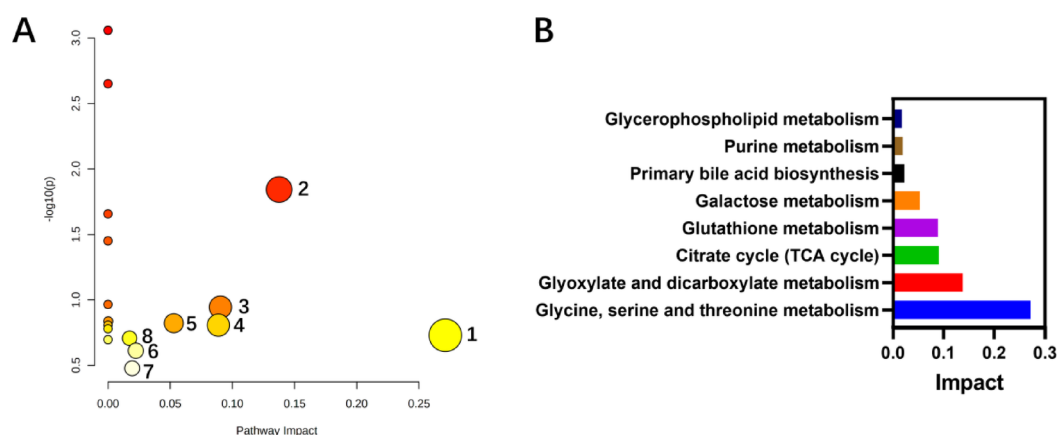 A
-log10(p)
3.0
2.5
2.0
1.5
1.0
0.5
2
3
4
5
1
8
6
7
0.00 0.05 0.10 0.15 0.20 0.25
Pathway Impact
B
Glycerophospholipid metabolism
Purine metabolism
Primary bile acid biosynthesis
Galactose metabolism
Glutathione metabolism
Citrate cycle (TCA cycle)
Glyoxylate and dicarboxylate metabolism
Glycine, serine and threonine metabolism
0.0 0.1 0.2 0.3
Impact